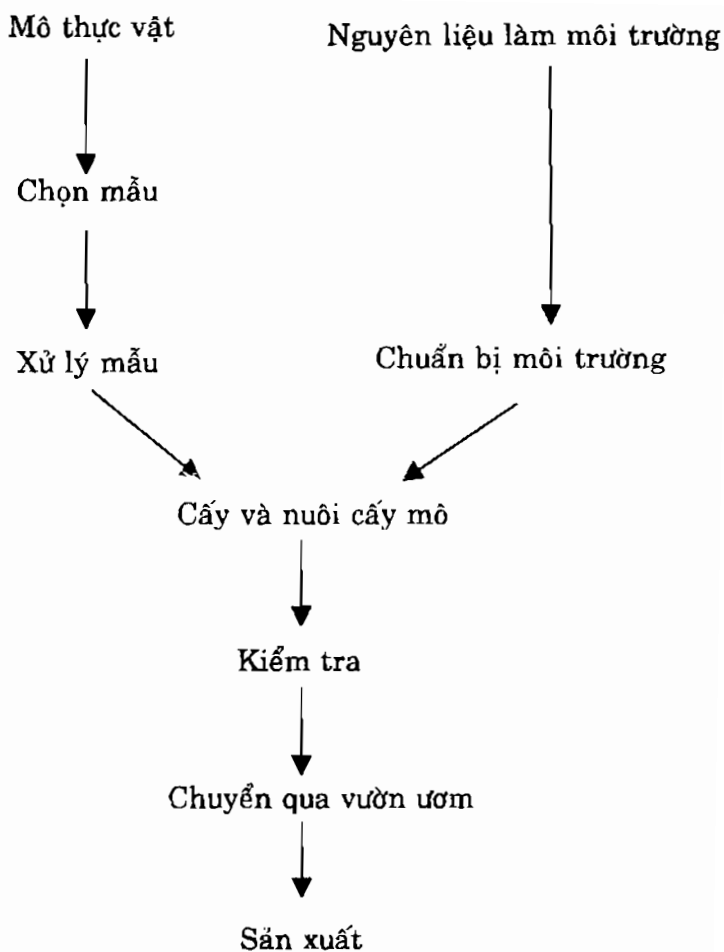 Mô thực vật
Nguyên liệu làm môi trường
Chọn mẫu
Xử lý mẫu
Chuẩn bị môi trường
Cấy và nuôi cấy mô
Kiểm tra
Chuyển qua vườn ươm
Sản xuất